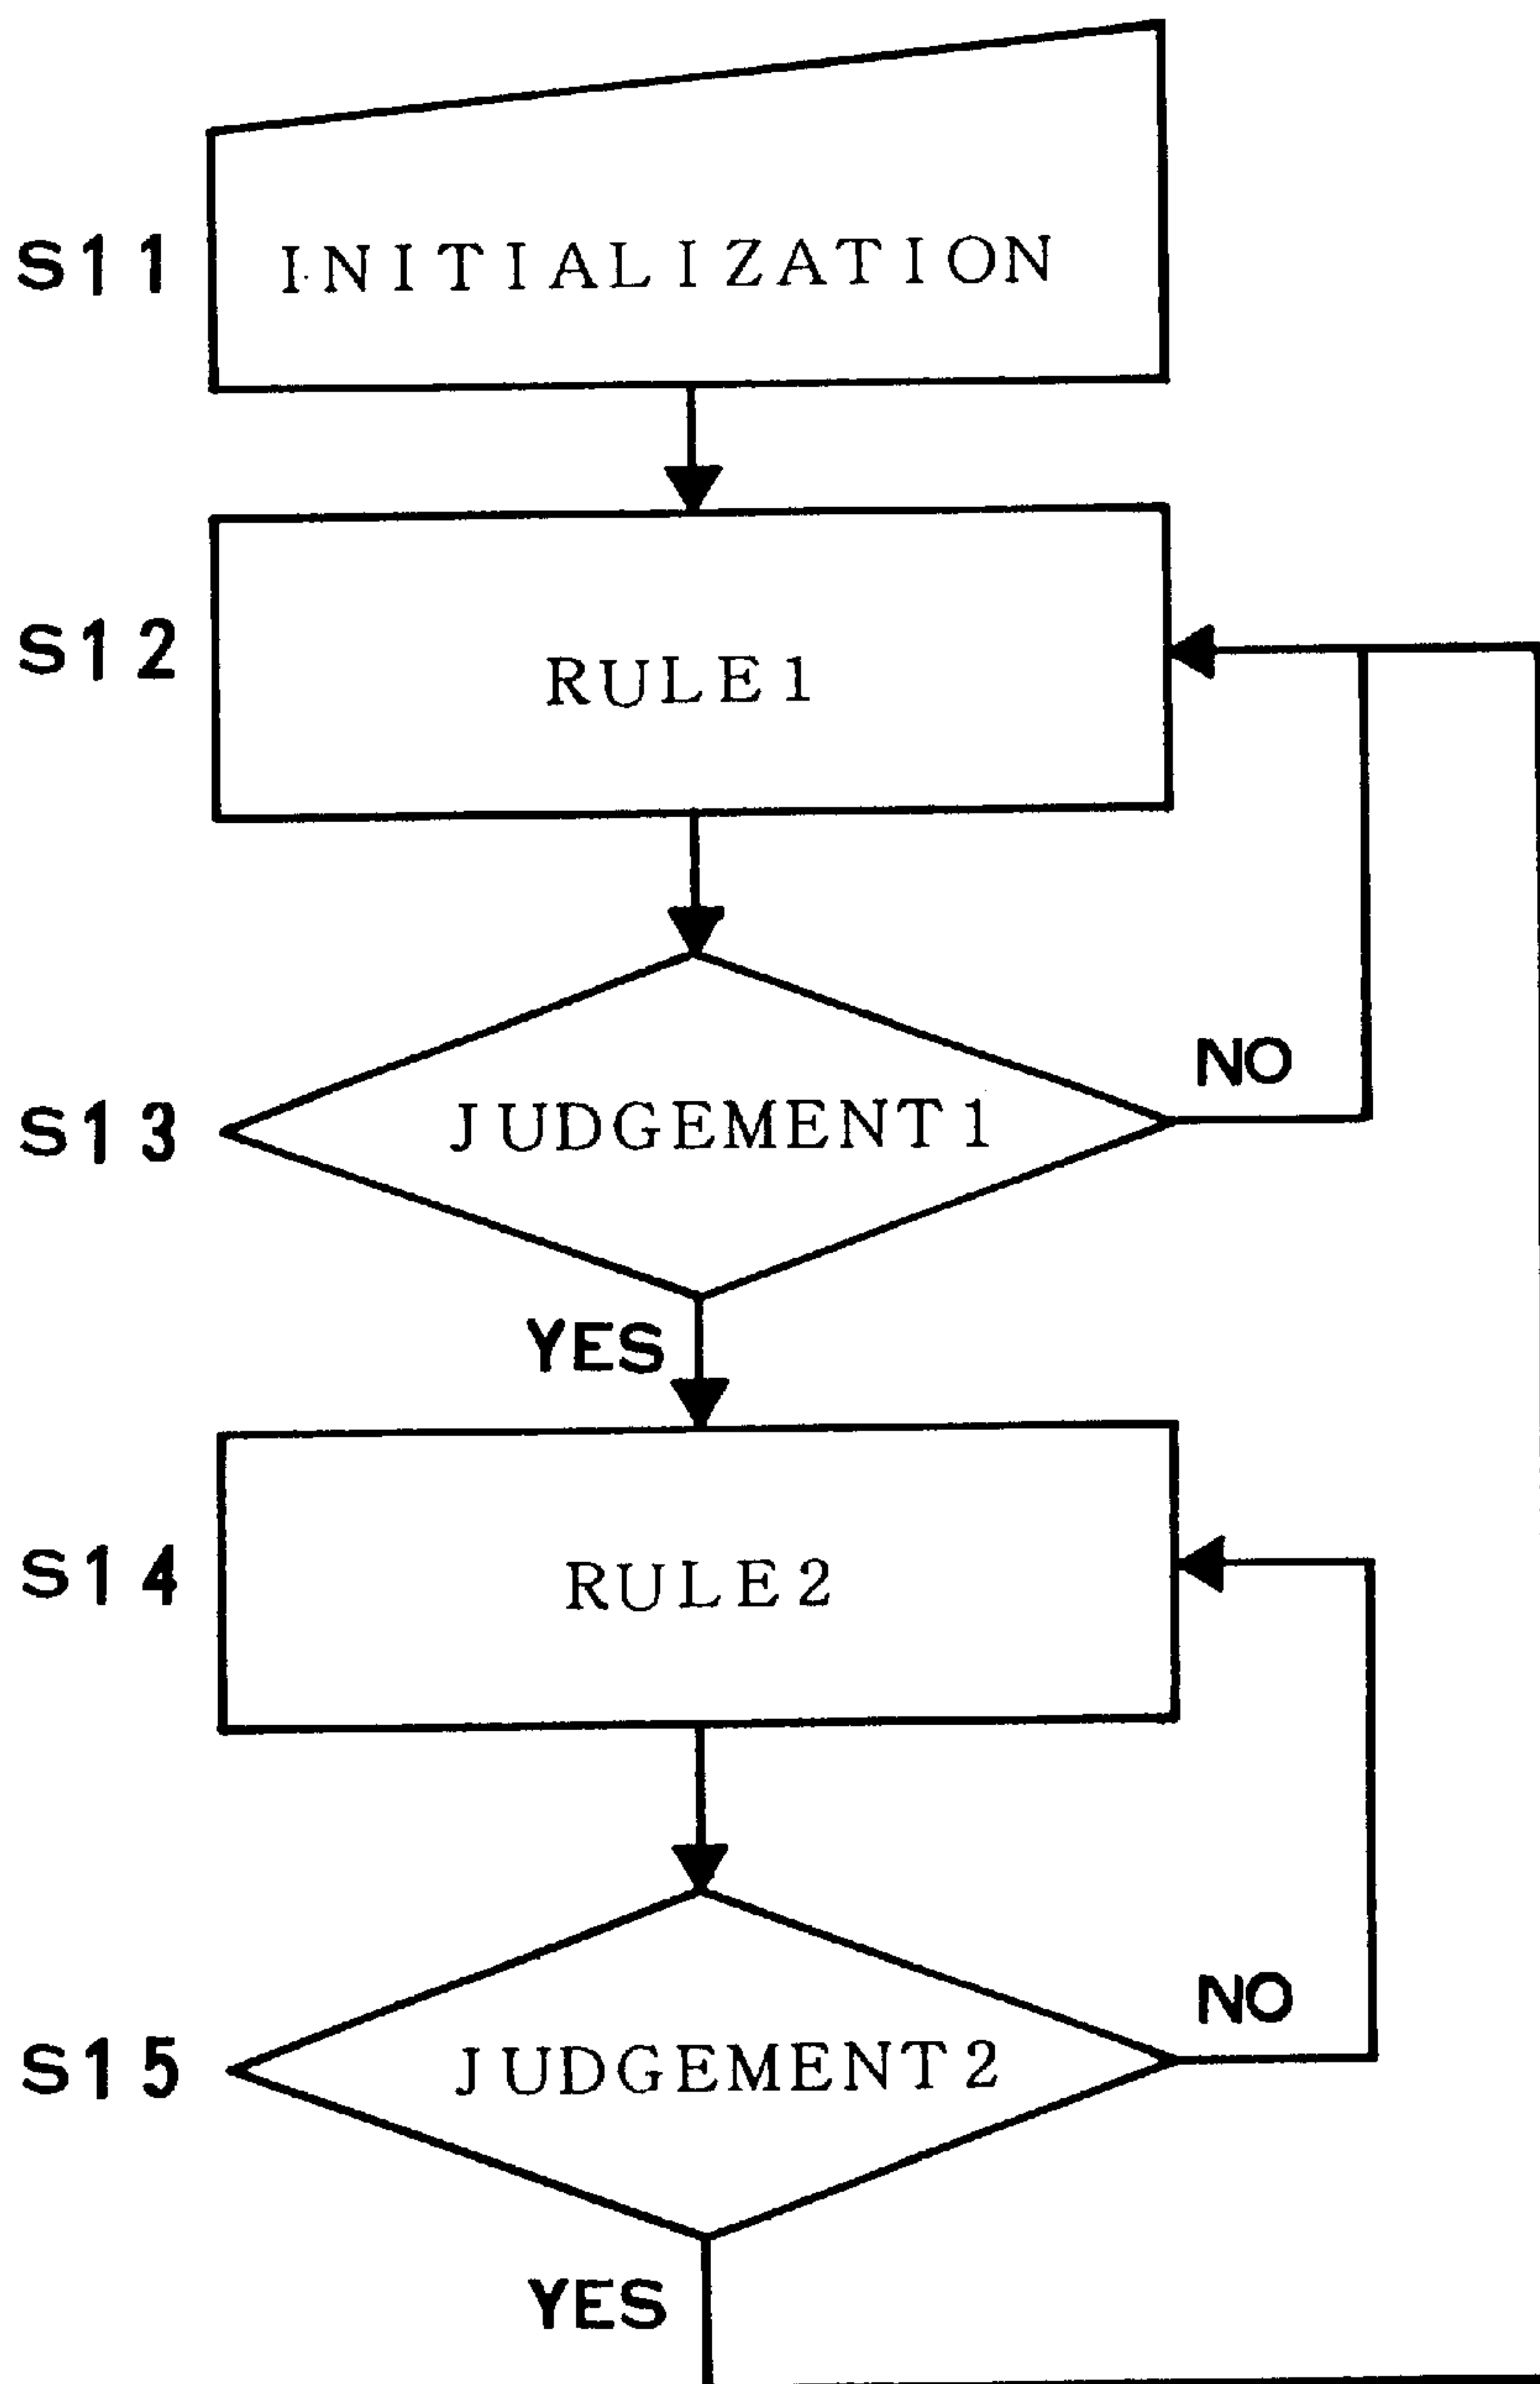 S11 INITIALIZATION
S12 RULE1
S13 JUDGEMENT1 NO
YES
S14 RULE2
S15 JUDGEMENT2 NO
YES